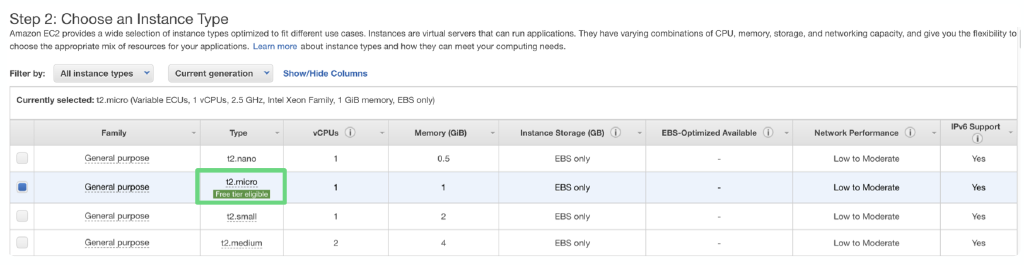 Step 2: Choose an Instance Type
Amazon EC2 provides a wide selection of instance types optimized to fit different use cases. Instances are virtual servers that can run applications. They have varying combinations of CPU, memory, storage, and networking capacity, and give you the flexibility to
choose the appropriate mix of resources for your applications. Learn more about instance types and how they can meet your computing needs.
Filter by: All instance types Current generation Show/Hide Columns
Currently selected: t2.micro (Variable ECUs, 1 vCPUs, 2.5 GHz, Intel Xeon Family, 1 GiB memory, EBS only)
Family Type vCPUs Memory (GiB) Instance Storage (GB) EBS-Optimized Available Network Performance IPv6 Support
General purpose t2.nano 1 0.5 EBS only - Low to Moderate Yes
General purpose t2.micro 1 1 EBS only - Low to Moderate Yes
Free tier eligible
General purpose t2.small 1 2 EBS only - Low to Moderate Yes
General purpose t2.medium 2 4 EBS only - Low to Moderate Yes